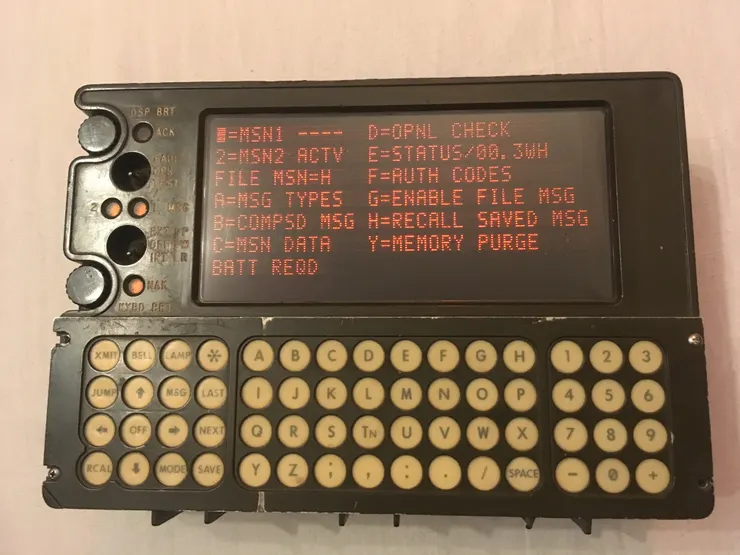 DSP BRT
ACK
█=MSN1 ---- D=OPNL CHECK
2=MSN2 ACTV E=STATUS/00.3WH
FILE MSN=H F=AUTH CODES
A=MSG TYPES G=ENABLE FILE MSG
B=COMPSD MSG H=RECALL SAVED MSG
C=MSN DATA Y=MEMORY PURGE
BATT REQD
2
NAK
KYBD BRT
XMIT BELL LAMP * A B C D E F G H 1 2 3
JUMP ↑ MSG LAST I J K L M N O P 4 5 6
← OFF → NEXT Q R S TN U V W X 7 8 9
RCAL ↓ MODE SAVE Y Z ; , : . / SPACE - 0 +